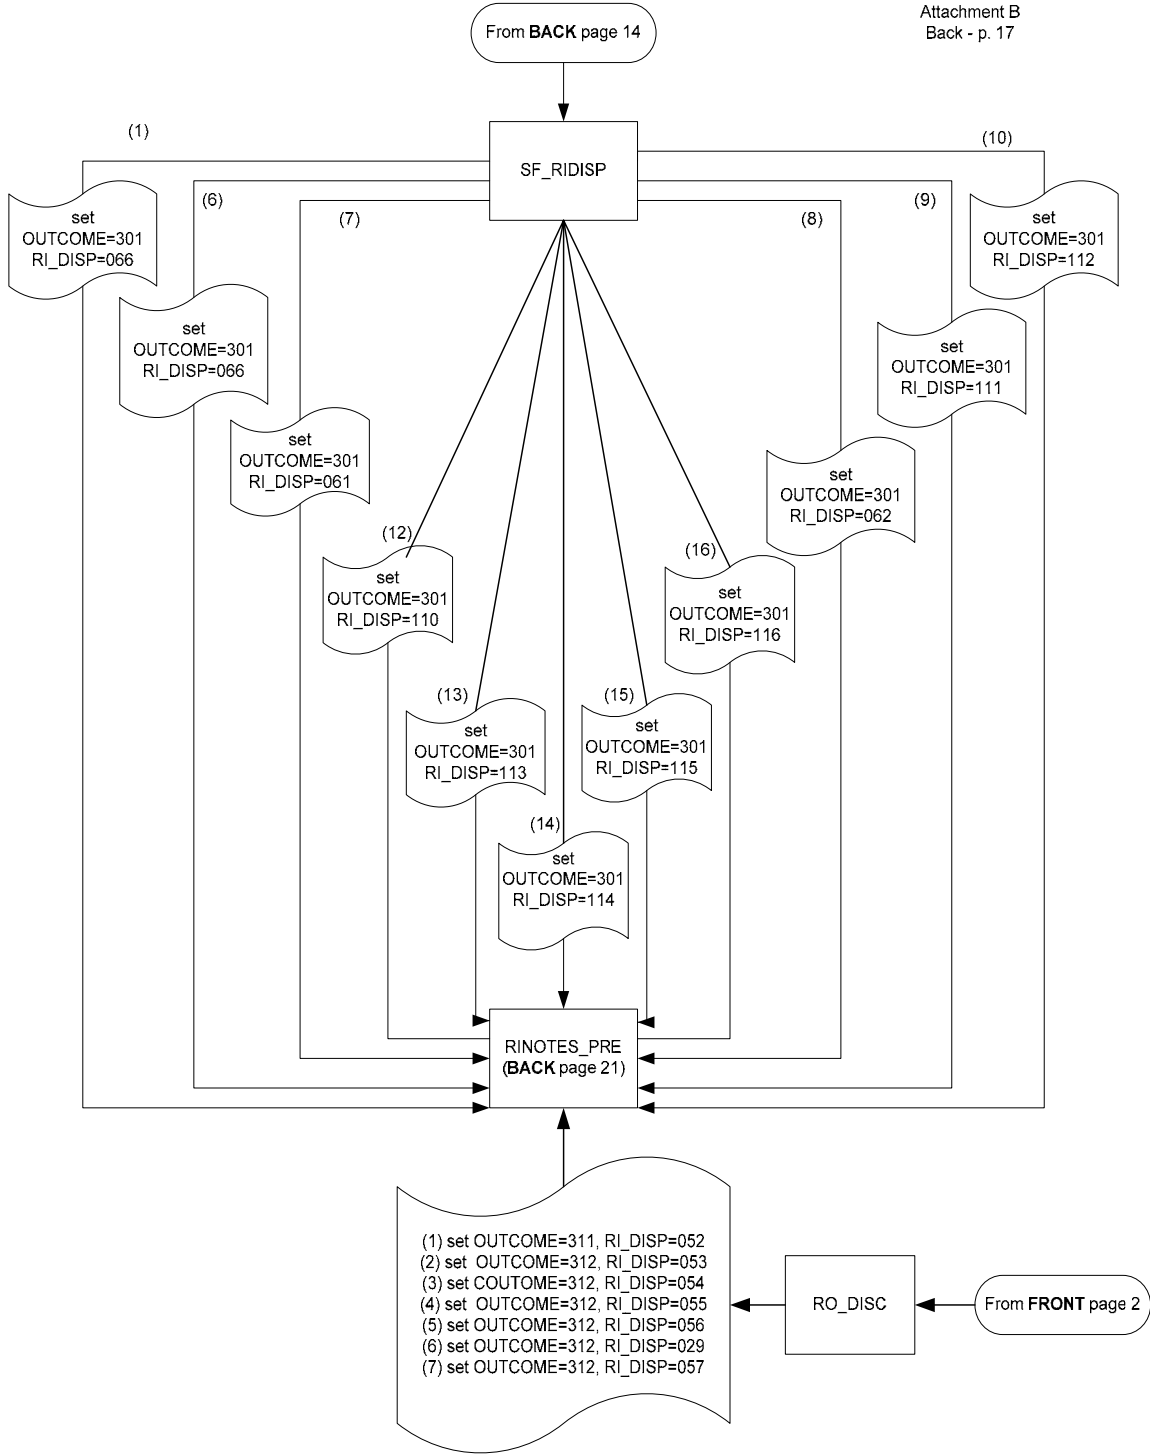 Attachment B
Back - p. 17
From BACK page 14
(1)
(10)
SF_RIDISP
(6)
(7)
(8)
(9)
set
OUTCOME=301
RI_DISP=066
set
OUTCOME=301
RI_DISP=112
set
OUTCOME=301
RI_DISP=066
set
OUTCOME=301
RI_DISP=111
set
OUTCOME=301
RI_DISP=061
set
OUTCOME=301
RI_DISP=062
(12)
set
OUTCOME=301
RI_DISP=110
(16)
set
OUTCOME=301
RI_DISP=116
(13)
set
OUTCOME=301
RI_DISP=113
(15)
set
OUTCOME=301
RI_DISP=115
(14)
set
OUTCOME=301
RI_DISP=114
RINOTES_PRE
(BACK page 21)
(1) set OUTCOME=311, RI_DISP=052
(2) set OUTCOME=312, RI_DISP=053
(3) set COUTOME=312, RI_DISP=054
(4) set OUTCOME=312, RI_DISP=055
(5) set OUTCOME=312, RI_DISP=056
(6) set OUTCOME=312, RI_DISP=029
(7) set OUTCOME=312, RI_DISP=057
RO_DISC
From FRONT page 2